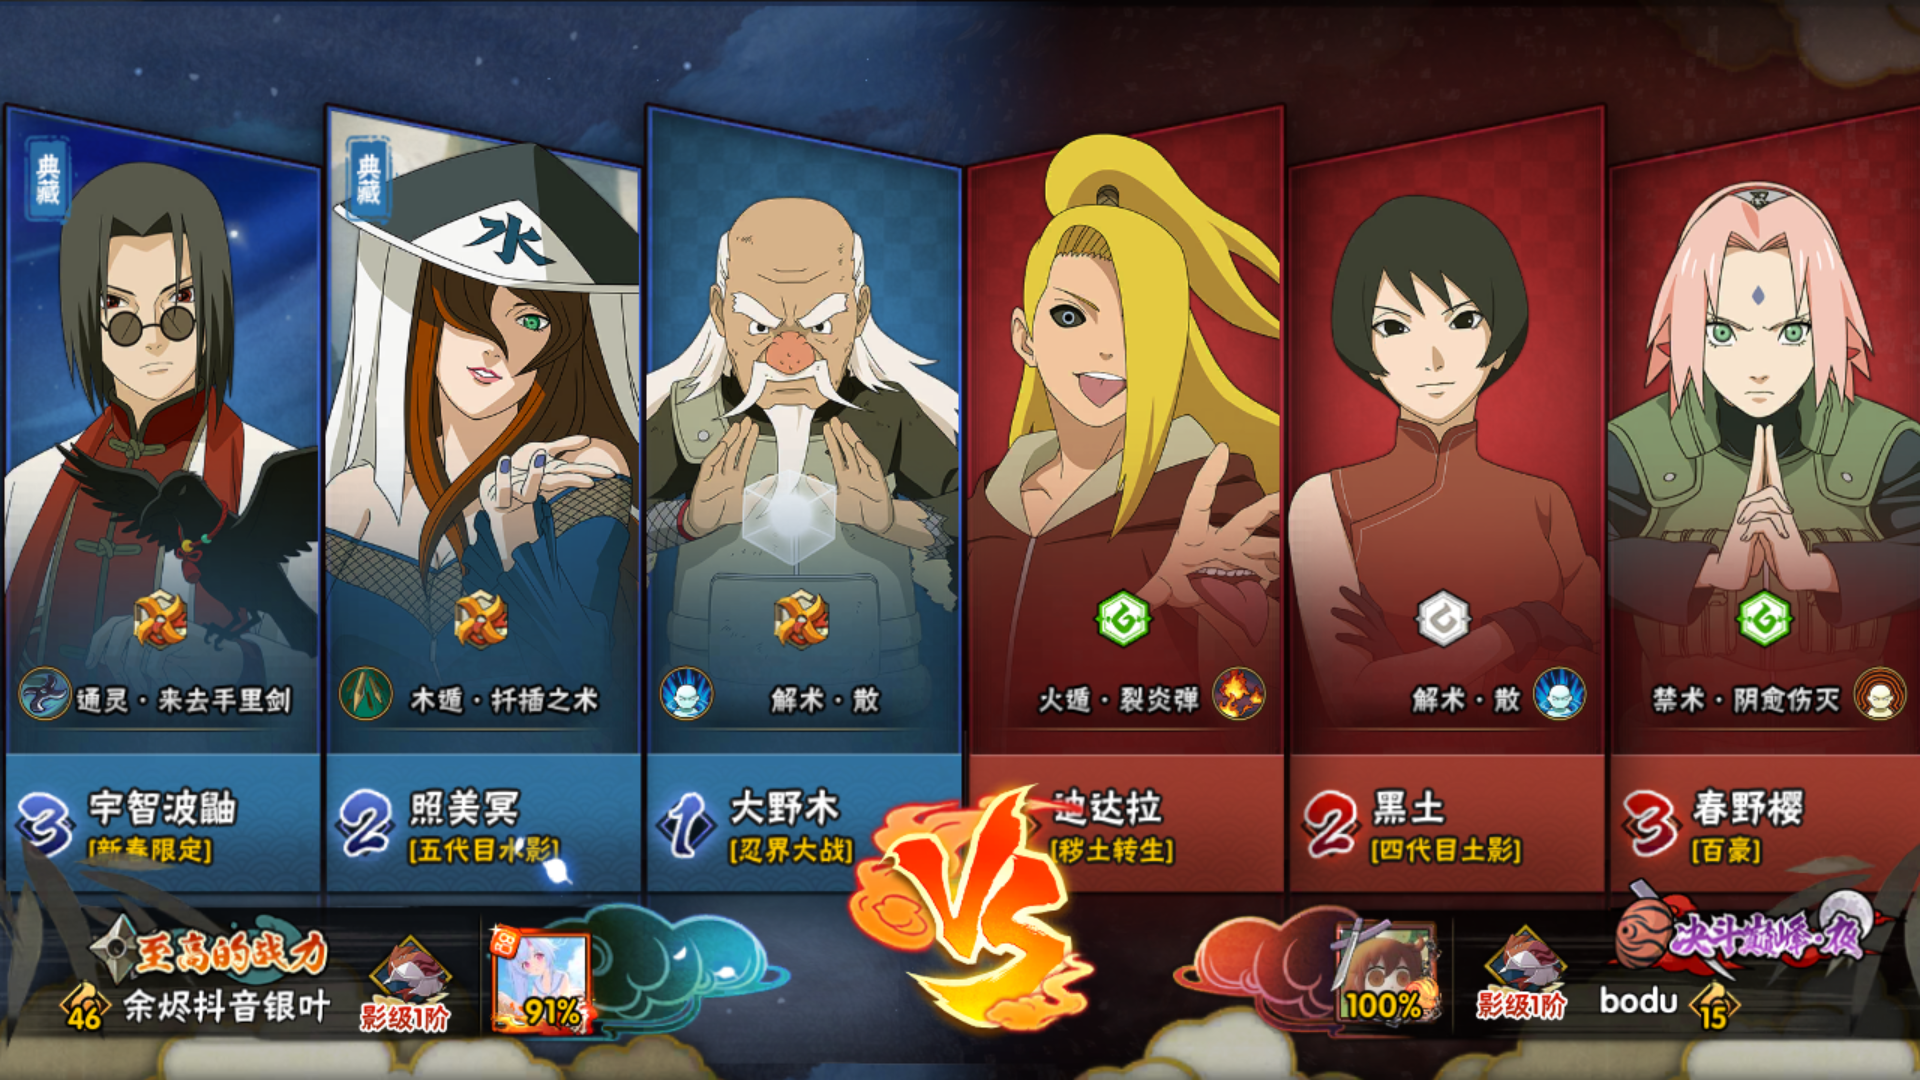 典藏
通灵·来去手里剑
3 宇智波鼬
[新春限定]
典藏
水
木遁·扦插之术
2 照美冥
[五代目水影]
解术·散
1 大野木
[忍界大战]
VS
火遁·裂炎弹
迪达拉
[秽土转生]
解术·散
2 黑土
[四代目土影]
忍
禁术·阴愈伤灭
3 春野樱
[百豪]
至高的战力
46 余烬抖音银叶
影级1阶
91%
100%
影级1阶
决斗巅峰·夜
bodu 15